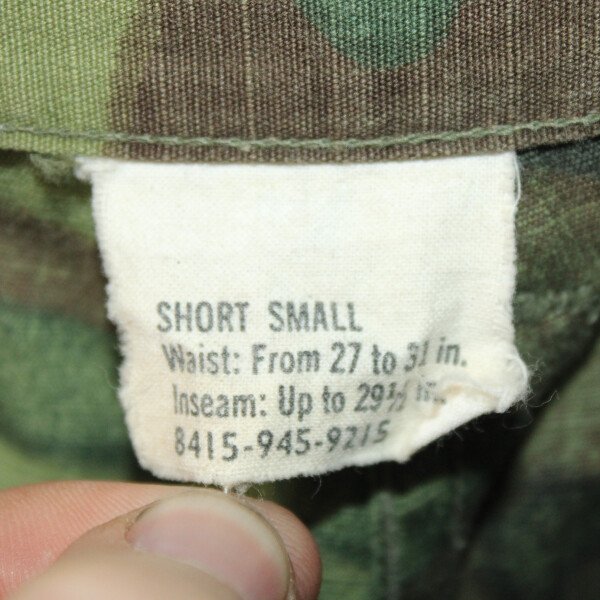 SHORT SMALL
Waist: From 27 to 31 in.
Inseam: Up to 29½ in.
8415-945-9215